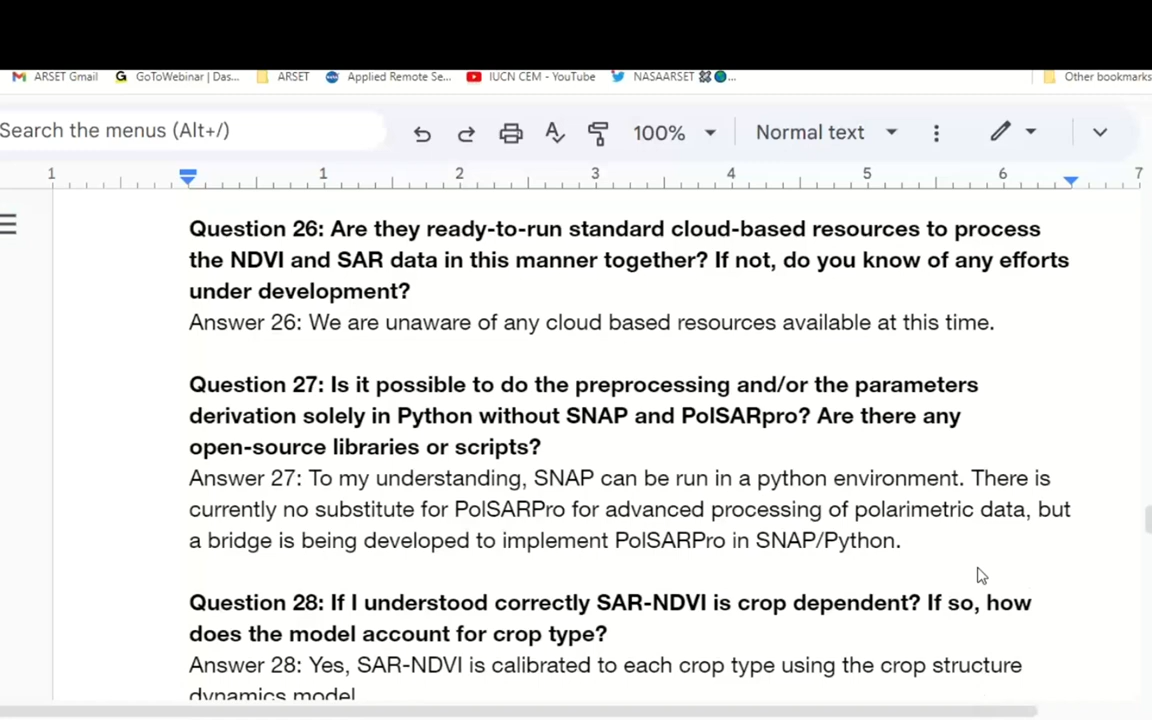 ARSET Gmail GoToWebinar | Das... ARSET Applied Remote Se... IUCN CEM - YouTube NASAARSET ... Other bookmarks
Search the menus (Alt+/) 100% Normal text
1 1 2 3 4 5 6 7
Question 26: Are they ready-to-run standard cloud-based resources to process
the NDVI and SAR data in this manner together? If not, do you know of any efforts
under development?
Answer 26: We are unaware of any cloud based resources available at this time.
Question 27: Is it possible to do the preprocessing and/or the parameters
derivation solely in Python without SNAP and PolSARpro? Are there any
open-source libraries or scripts?
Answer 27: To my understanding, SNAP can be run in a python environment. There is
currently no substitute for PolSARPro for advanced processing of polarimetric data, but
a bridge is being developed to implement PolSARPro in SNAP/Python.
Question 28: If I understood correctly SAR-NDVI is crop dependent? If so, how
does the model account for crop type?
Answer 28: Yes, SAR-NDVI is calibrated to each crop type using the crop structure
dynamics model